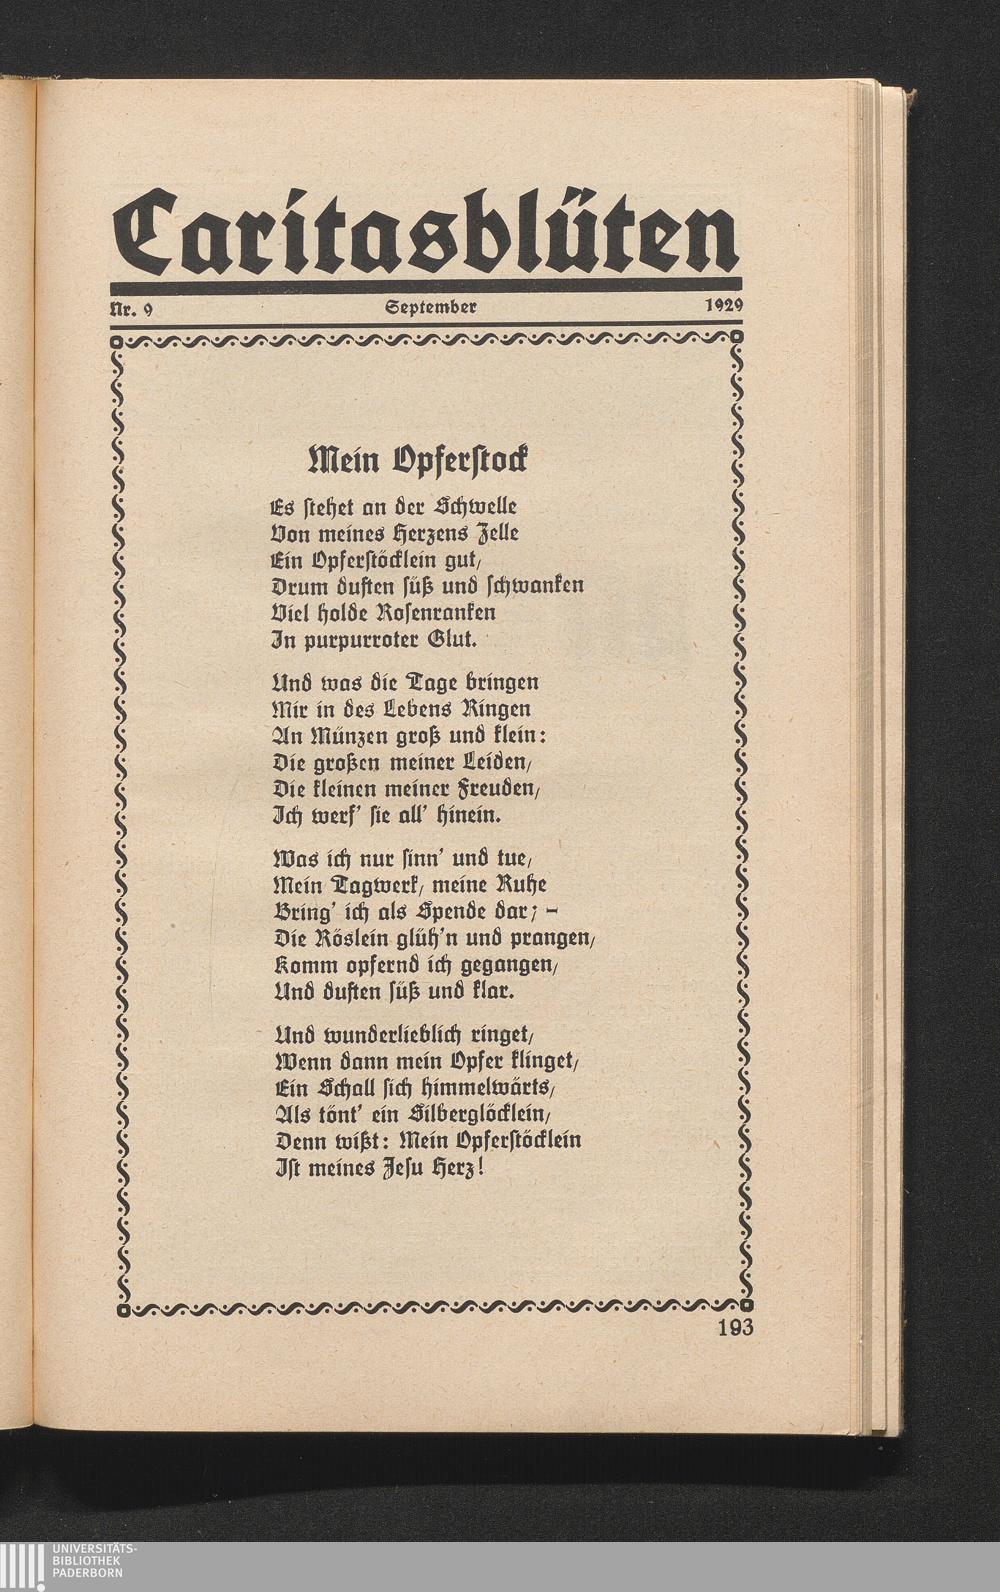 Caritasblüten
Nr. 9 September 1929
Mein Opferstock
Es stehet an der Schwelle
Von meines Herzens Zelle
Ein Opferstöcklein gut,
Drum duften süß und schwanken
Viel holde Rosenranken
In purpurroter Glut.
Und was die Tage bringen
Mir in des Lebens Ringen
An Münzen groß und klein:
Die großen meiner Leiden,
Die kleinen meiner Freuden,
Ich werf' sie all' hinein.
Was ich nur sinn' und tue,
Mein Tagwerk, meine Ruhe
Bring' ich als Spende dar; –
Die Röslein glüh'n und prangen,
Komm opfernd ich gegangen,
Und duften süß und klar.
Und wunderlieblich ringet,
Wenn dann mein Opfer klinget,
Ein Schall sich himmelwärts,
Als tönt' ein Silberglöcklein,
Denn wißt: Mein Opferstöcklein
Ist meines Jesu Herz!
193
UNIVERSITÄTS-
BIBLIOTHEK
PADERBORN